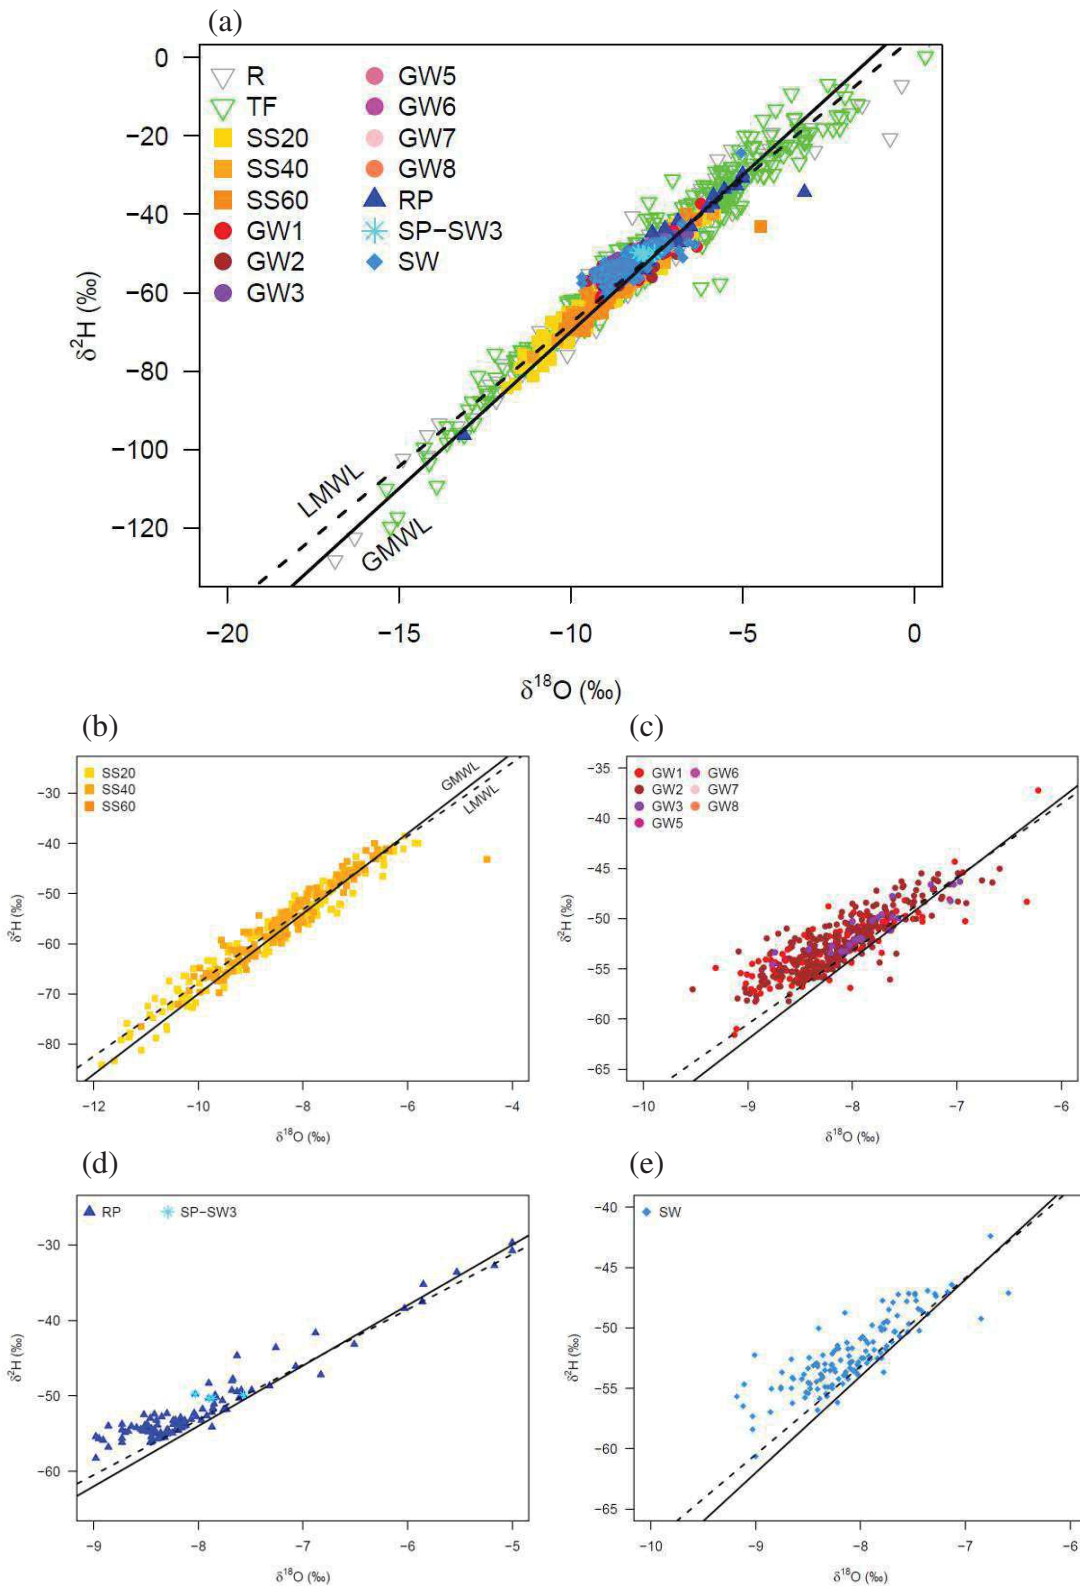 (a)
δ²H (‰)
0
−20
−40
−60
−80
−100
−120
R
TF
SS20
SS40
SS60
GW1
GW2
GW3
GW5
GW6
GW7
GW8
RP
SP−SW3
SW
LMWL
GMWL
−20 −15 −10 −5 0
δ¹⁸O (‰)
(b)
δ²H (‰)
−30
−40
−50
−60
−70
−80
SS20
SS40
SS60
GMWL
LMWL
−12 −10 −8 −6 −4
δ¹⁸O (‰)
(c)
δ²H (‰)
−35
−40
−45
−50
−55
−60
−65
GW1 GW6
GW2 GW7
GW3 GW8
GW5
−10 −9 −8 −7 −6
δ¹⁸O (‰)
(d)
δ²H (‰)
−30
−40
−50
−60
RP SP−SW3
−9 −8 −7 −6 −5
δ¹⁸O (‰)
(e)
δ²H (‰)
−40
−45
−50
−55
−60
−65
SW
−10 −9 −8 −7 −6
δ¹⁸O (‰)